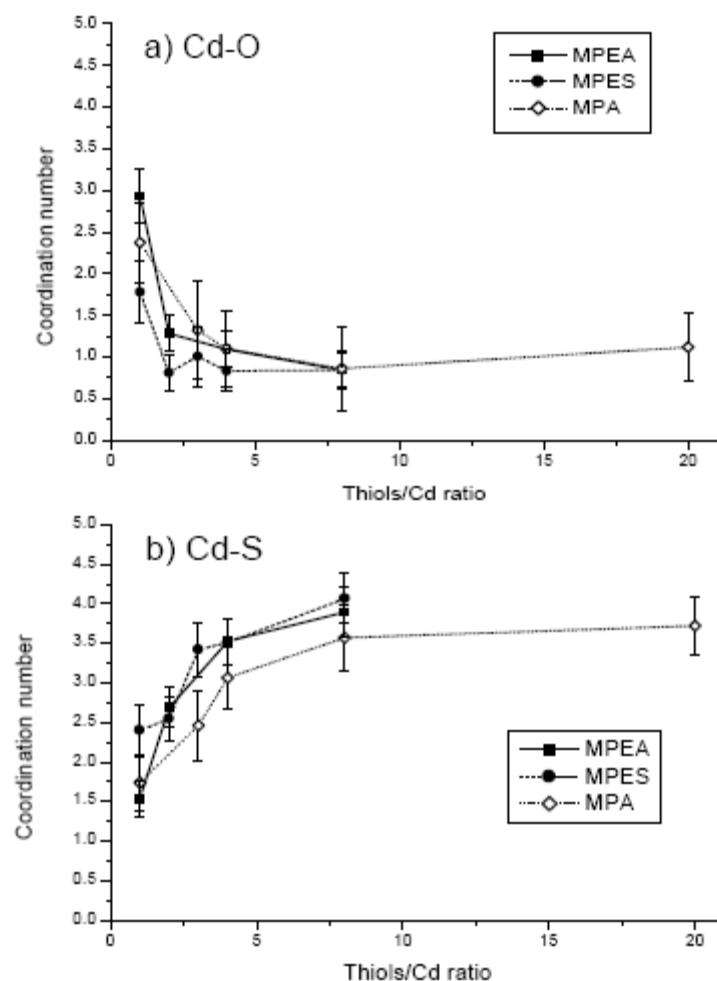 a) Cd-O
MPEA
MPES
MPA
Coordination number
5.0
4.5
4.0
3.5
3.0
2.5
2.0
1.5
1.0
0.5
0.0
0 5 10 15 20
Thiols/Cd ratio
b) Cd-S
MPEA
MPES
MPA
Coordination number
5.0
4.5
4.0
3.5
3.0
2.5
2.0
1.5
1.0
0.5
0.0
0 5 10 15 20
Thiols/Cd ratio